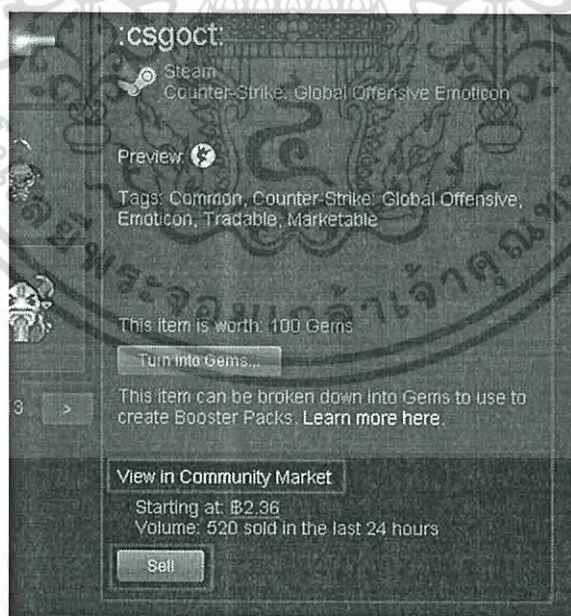 :csgoct:
Steam
Counter-Strike: Global Offensive Emoticon
Preview:
Tags: Common, Counter-Strike: Global Offensive,
Emoticon, Tradable, Marketable
This item is worth: 100 Gems
Turn into Gems...
3 >
This item can be broken down into Gems to use to
create Booster Packs. Learn more here.
View in Community Market
Starting at: ฿2.36
Volume: 520 sold in the last 24 hours
Sell